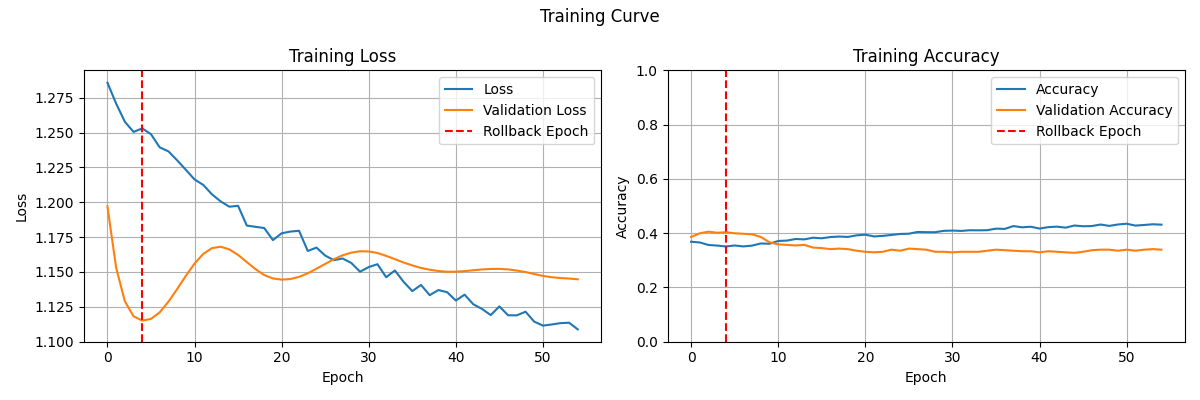 Training Curve
Training Loss
Loss
1.275
1.250
1.225
1.200
1.175
1.150
1.125
1.100
0 10 20 30 40 50
Epoch
Loss
Validation Loss
Rollback Epoch
Training Accuracy
Accuracy
1.0
0.8
0.6
0.4
0.2
0.0
0 10 20 30 40 50
Epoch
Accuracy
Validation Accuracy
Rollback Epoch